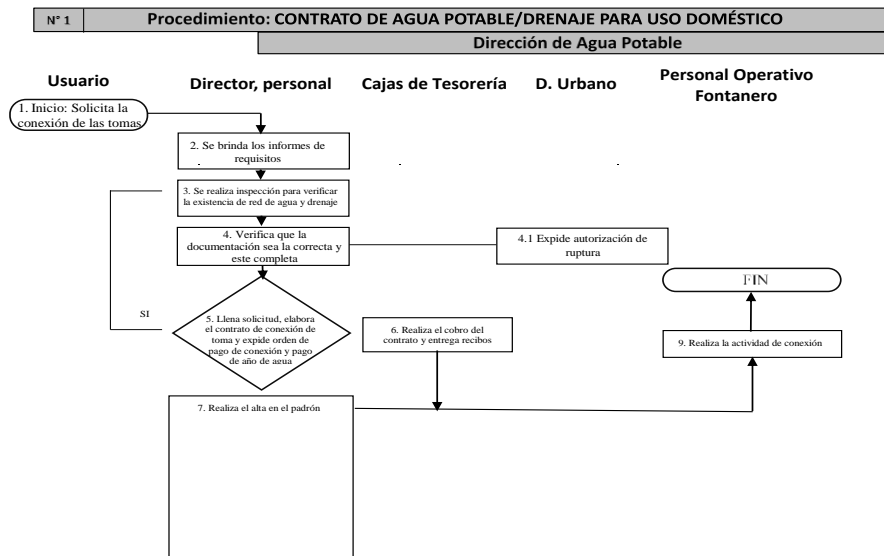 N° 1
Procedimiento: CONTRATO DE AGUA POTABLE/DRENAJE PARA USO DOMÉSTICO
Dirección de Agua Potable
Usuario
Director, personal
Cajas de Tesorería
D. Urbano
Personal Operativo
Fontanero
1. Inicio: Solicita la
conexión de las tomas
2. Se brinda los informes de
requisitos
3. Se realiza inspección para verificar
la existencia de red de agua y drenaje
4. Verifica que la
documentación sea la correcta y
este completa
4.1 Expide autorización de
ruptura
FIN
SI
5. Llena solicitud, elabora
el contrato de conexión de
toma y expide orden de
pago de conexión y pago
de año de agua
6. Realiza el cobro del
contrato y entrega recibos
9. Realiza la actividad de conexión
7. Realiza el alta en el padrón